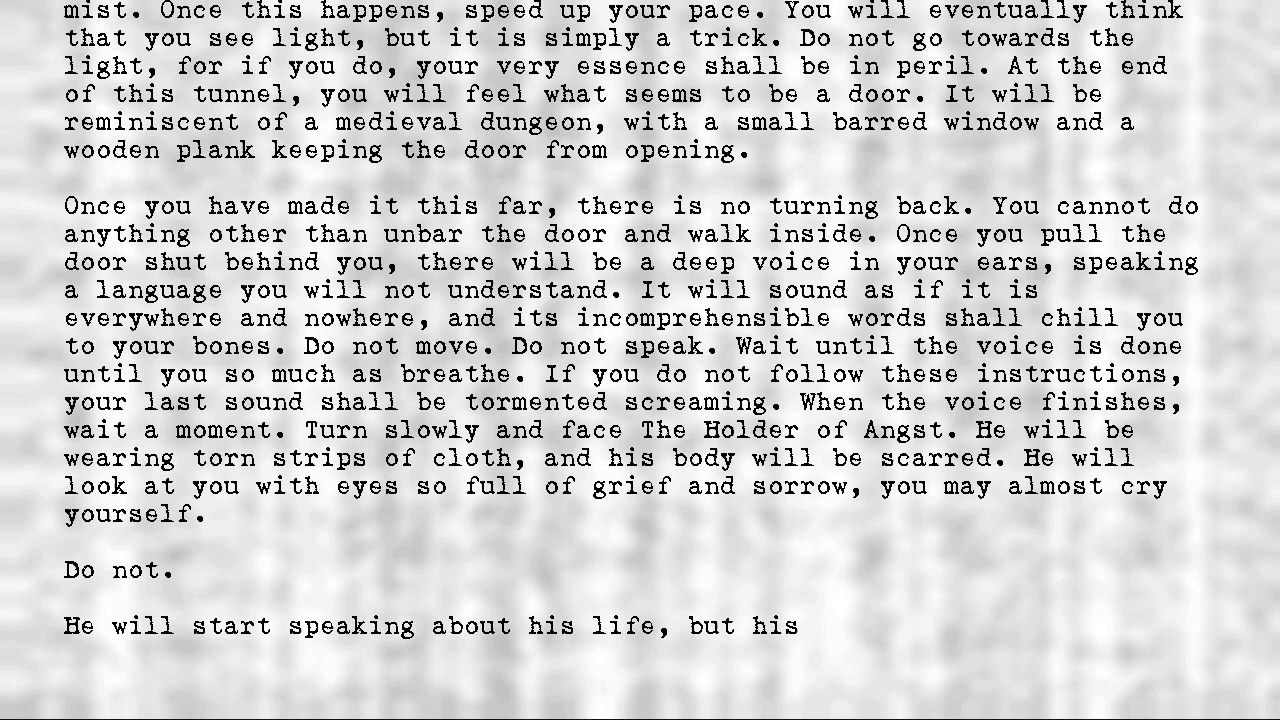 mist. Once this happens, speed up your pace. You will eventually think
that you see light, but it is simply a trick. Do not go towards the
light, for if you do, your very essence shall be in peril. At the end
of this tunnel, you will feel what seems to be a door. It will be
reminiscent of a medieval dungeon, with a small barred window and a
wooden plank keeping the door from opening.
Once you have made it this far, there is no turning back. You cannot do
anything other than unbar the door and walk inside. Once you pull the
door shut behind you, there will be a deep voice in your ears, speaking
a language you will not understand. It will sound as if it is
everywhere and nowhere, and its incomprehensible words shall chill you
to your bones. Do not move. Do not speak. Wait until the voice is done
until you so much as breathe. If you do not follow these instructions,
your last sound shall be tormented screaming. When the voice finishes,
wait a moment. Turn slowly and face The Holder of Angst. He will be
wearing torn strips of cloth, and his body will be scarred. He will
look at you with eyes so full of grief and sorrow, you may almost cry
yourself.
Do not.
He will start speaking about his life, but his